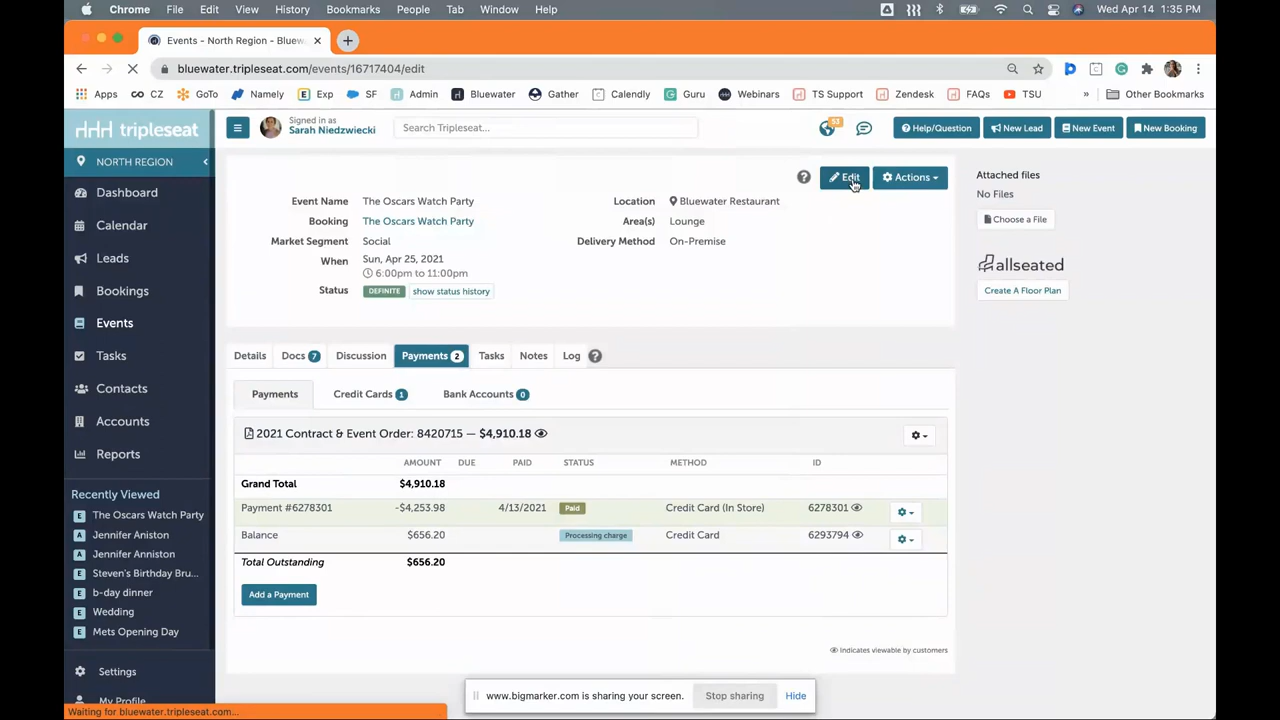 Chrome File Edit View History Bookmarks People Tab Window Help Wed Apr 14 1:35 PM
Events - North Region - Bluew
bluewater.tripleseat.com/events/16717404/edit
Apps CZ GoTo Namely Exp SF Admin Bluewater Gather Calendly Guru Webinars TS Support Zendesk FAQs TSU » Other Bookmarks
tripleseat
Signed in as
Sarah Niedzwiecki
Search Tripleseat...
53
Help/Question New Lead New Event New Booking
NORTH REGION
Dashboard
Calendar
Leads
Bookings
Events
Tasks
Contacts
Accounts
Reports
Recently Viewed
E The Oscars Watch Party
E Jennifer Aniston
E Jennifer Anniston
E Steven's Birthday Bru...
E b-day dinner
E Wedding
E Mets Opening Day
Settings
My Profile
Edit Actions
Event Name The Oscars Watch Party Location Bluewater Restaurant
Booking The Oscars Watch Party Area(s) Lounge
Market Segment Social Delivery Method On-Premise
When Sun, Apr 25, 2021
6:00pm to 11:00pm
Status DEFINITE show status history
Attached files
No Files
Choose a File
allseated
Create A Floor Plan
Details Docs 7 Discussion Payments 2 Tasks Notes Log
Payments Credit Cards 1 Bank Accounts 0
2021 Contract & Event Order: 8420715 — $4,910.18
AMOUNT DUE PAID STATUS METHOD ID
Grand Total $4,910.18
Payment #6278301 -$4,253.98 4/13/2021 Paid Credit Card (In Store) 6278301
Balance $656.20 Processing charge Credit Card 6293794
Total Outstanding $656.20
Add a Payment
Indicates viewable by customers
www.bigmarker.com is sharing your screen. Stop sharing Hide
Waiting for bluewater.tripleseat.com...